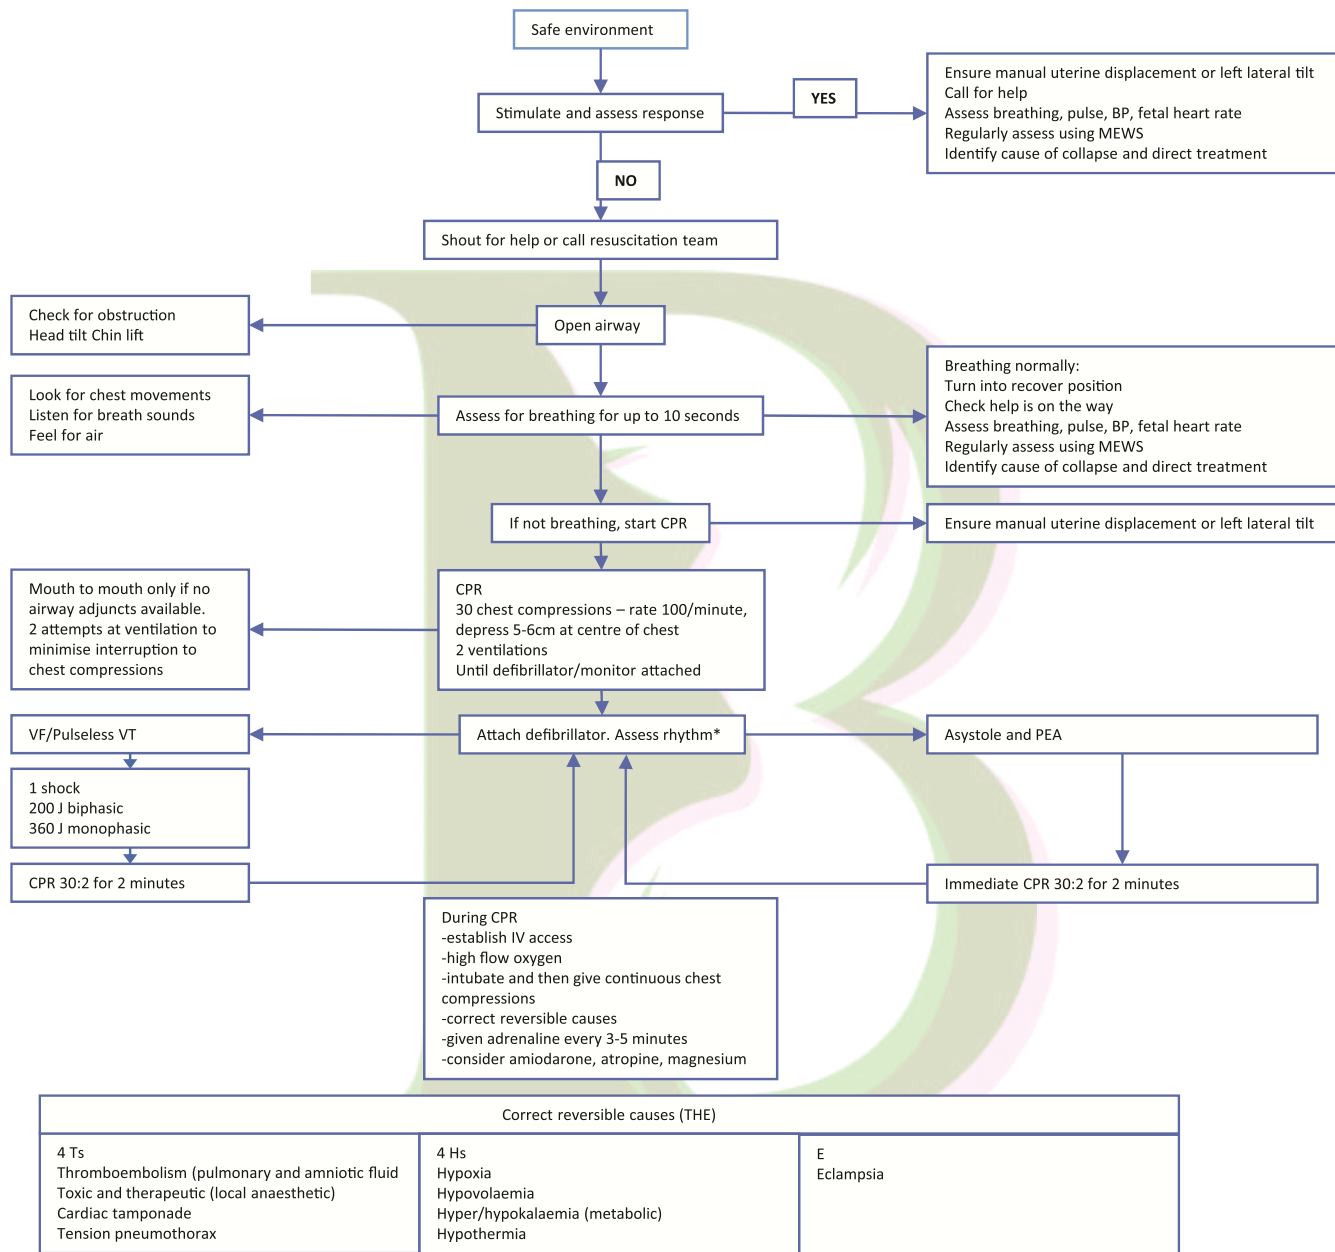 Safe environment
Stimulate and assess response
YES
Ensure manual uterine displacement or left lateral tilt
Call for help
Assess breathing, pulse, BP, fetal heart rate
Regularly assess using MEWS
Identify cause of collapse and direct treatment
NO
Shout for help or call resuscitation team
Open airway
Check for obstruction
Head tilt Chin lift
Assess for breathing for up to 10 seconds
Look for chest movements
Listen for breath sounds
Feel for air
Breathing normally:
Turn into recover position
Check help is on the way
Assess breathing, pulse, BP, fetal heart rate
Regularly assess using MEWS
Identify cause of collapse and direct treatment
If not breathing, start CPR
Ensure manual uterine displacement or left lateral tilt
CPR
30 chest compressions – rate 100/minute,
depress 5-6cm at centre of chest
2 ventilations
Until defibrillator/monitor attached
Mouth to mouth only if no
airway adjuncts available.
2 attempts at ventilation to
minimise interruption to
chest compressions
Attach defibrillator. Assess rhythm*
VF/Pulseless VT
1 shock
200 J biphasic
360 J monophasic
CPR 30:2 for 2 minutes
Asystole and PEA
Immediate CPR 30:2 for 2 minutes
During CPR
-establish IV access
-high flow oxygen
-intubate and then give continuous chest
compressions
-correct reversible causes
-given adrenaline every 3-5 minutes
-consider amiodarone, atropine, magnesium
Correct reversible causes (THE)
4 Ts
Thromboembolism (pulmonary and amniotic fluid
Toxic and therapeutic (local anaesthetic)
Cardiac tamponade
Tension pneumothorax
4 Hs
Hypoxia
Hypovolaemia
Hyper/hypokalaemia (metabolic)
Hypothermia
E
Eclampsia